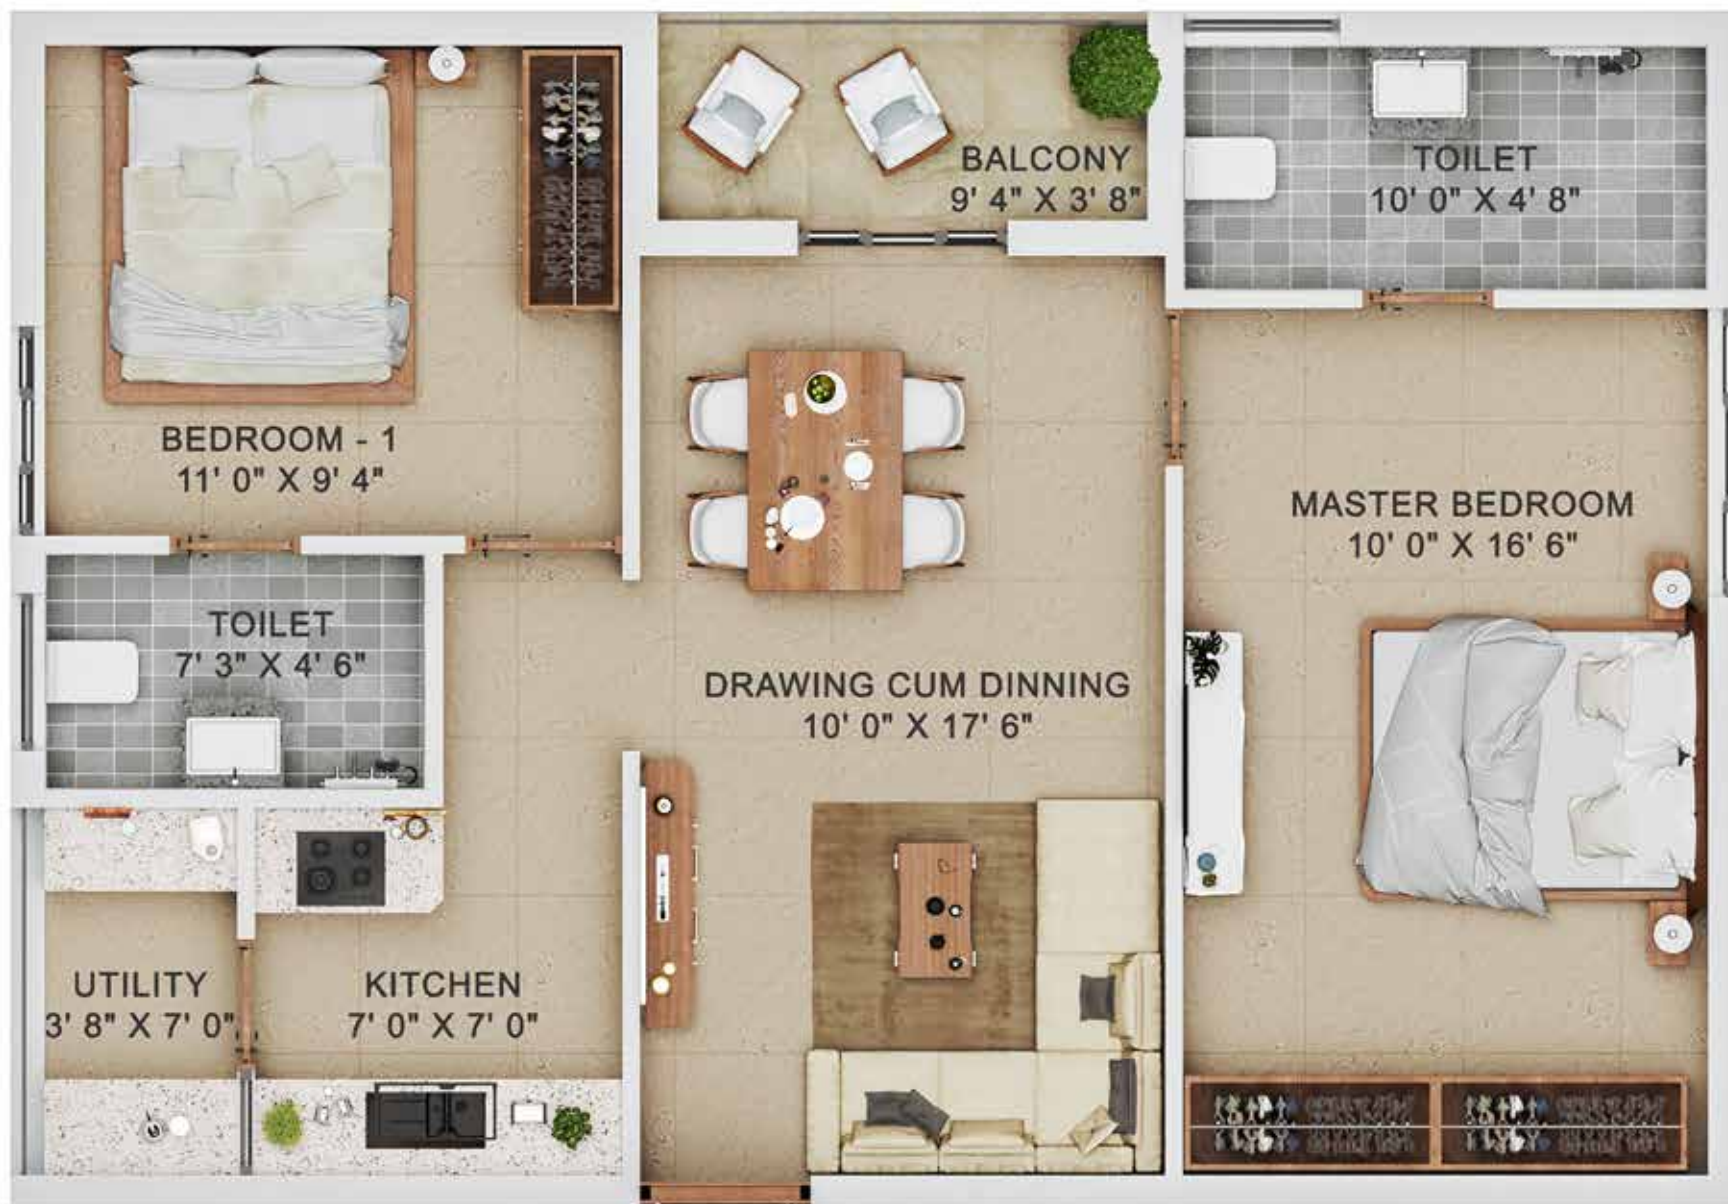 BALCONY
9' 4" X 3' 8"
TOILET
10' 0" X 4' 8"
BEDROOM - 1
11' 0" X 9' 4"
MASTER BEDROOM
10' 0" X 16' 6"
TOILET
7' 3" X 4' 6"
DRAWING CUM DINNING
10' 0" X 17' 6"
UTILITY
3' 8" X 7' 0"
KITCHEN
7' 0" X 7' 0"